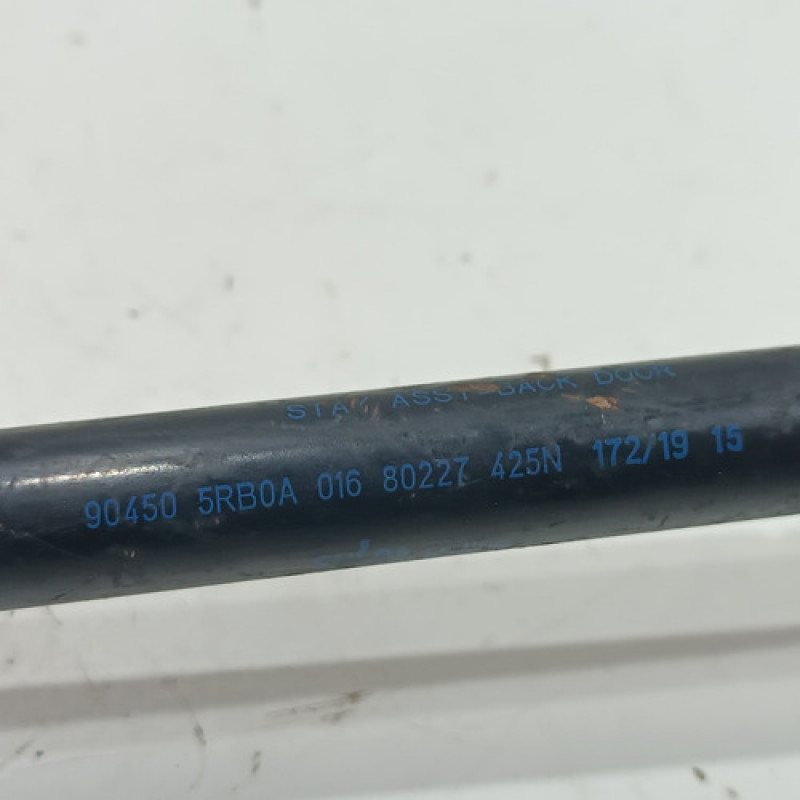 STAY ASSY BACK DOOR
90450 5RB0A 016 80227 425N 172/19 15